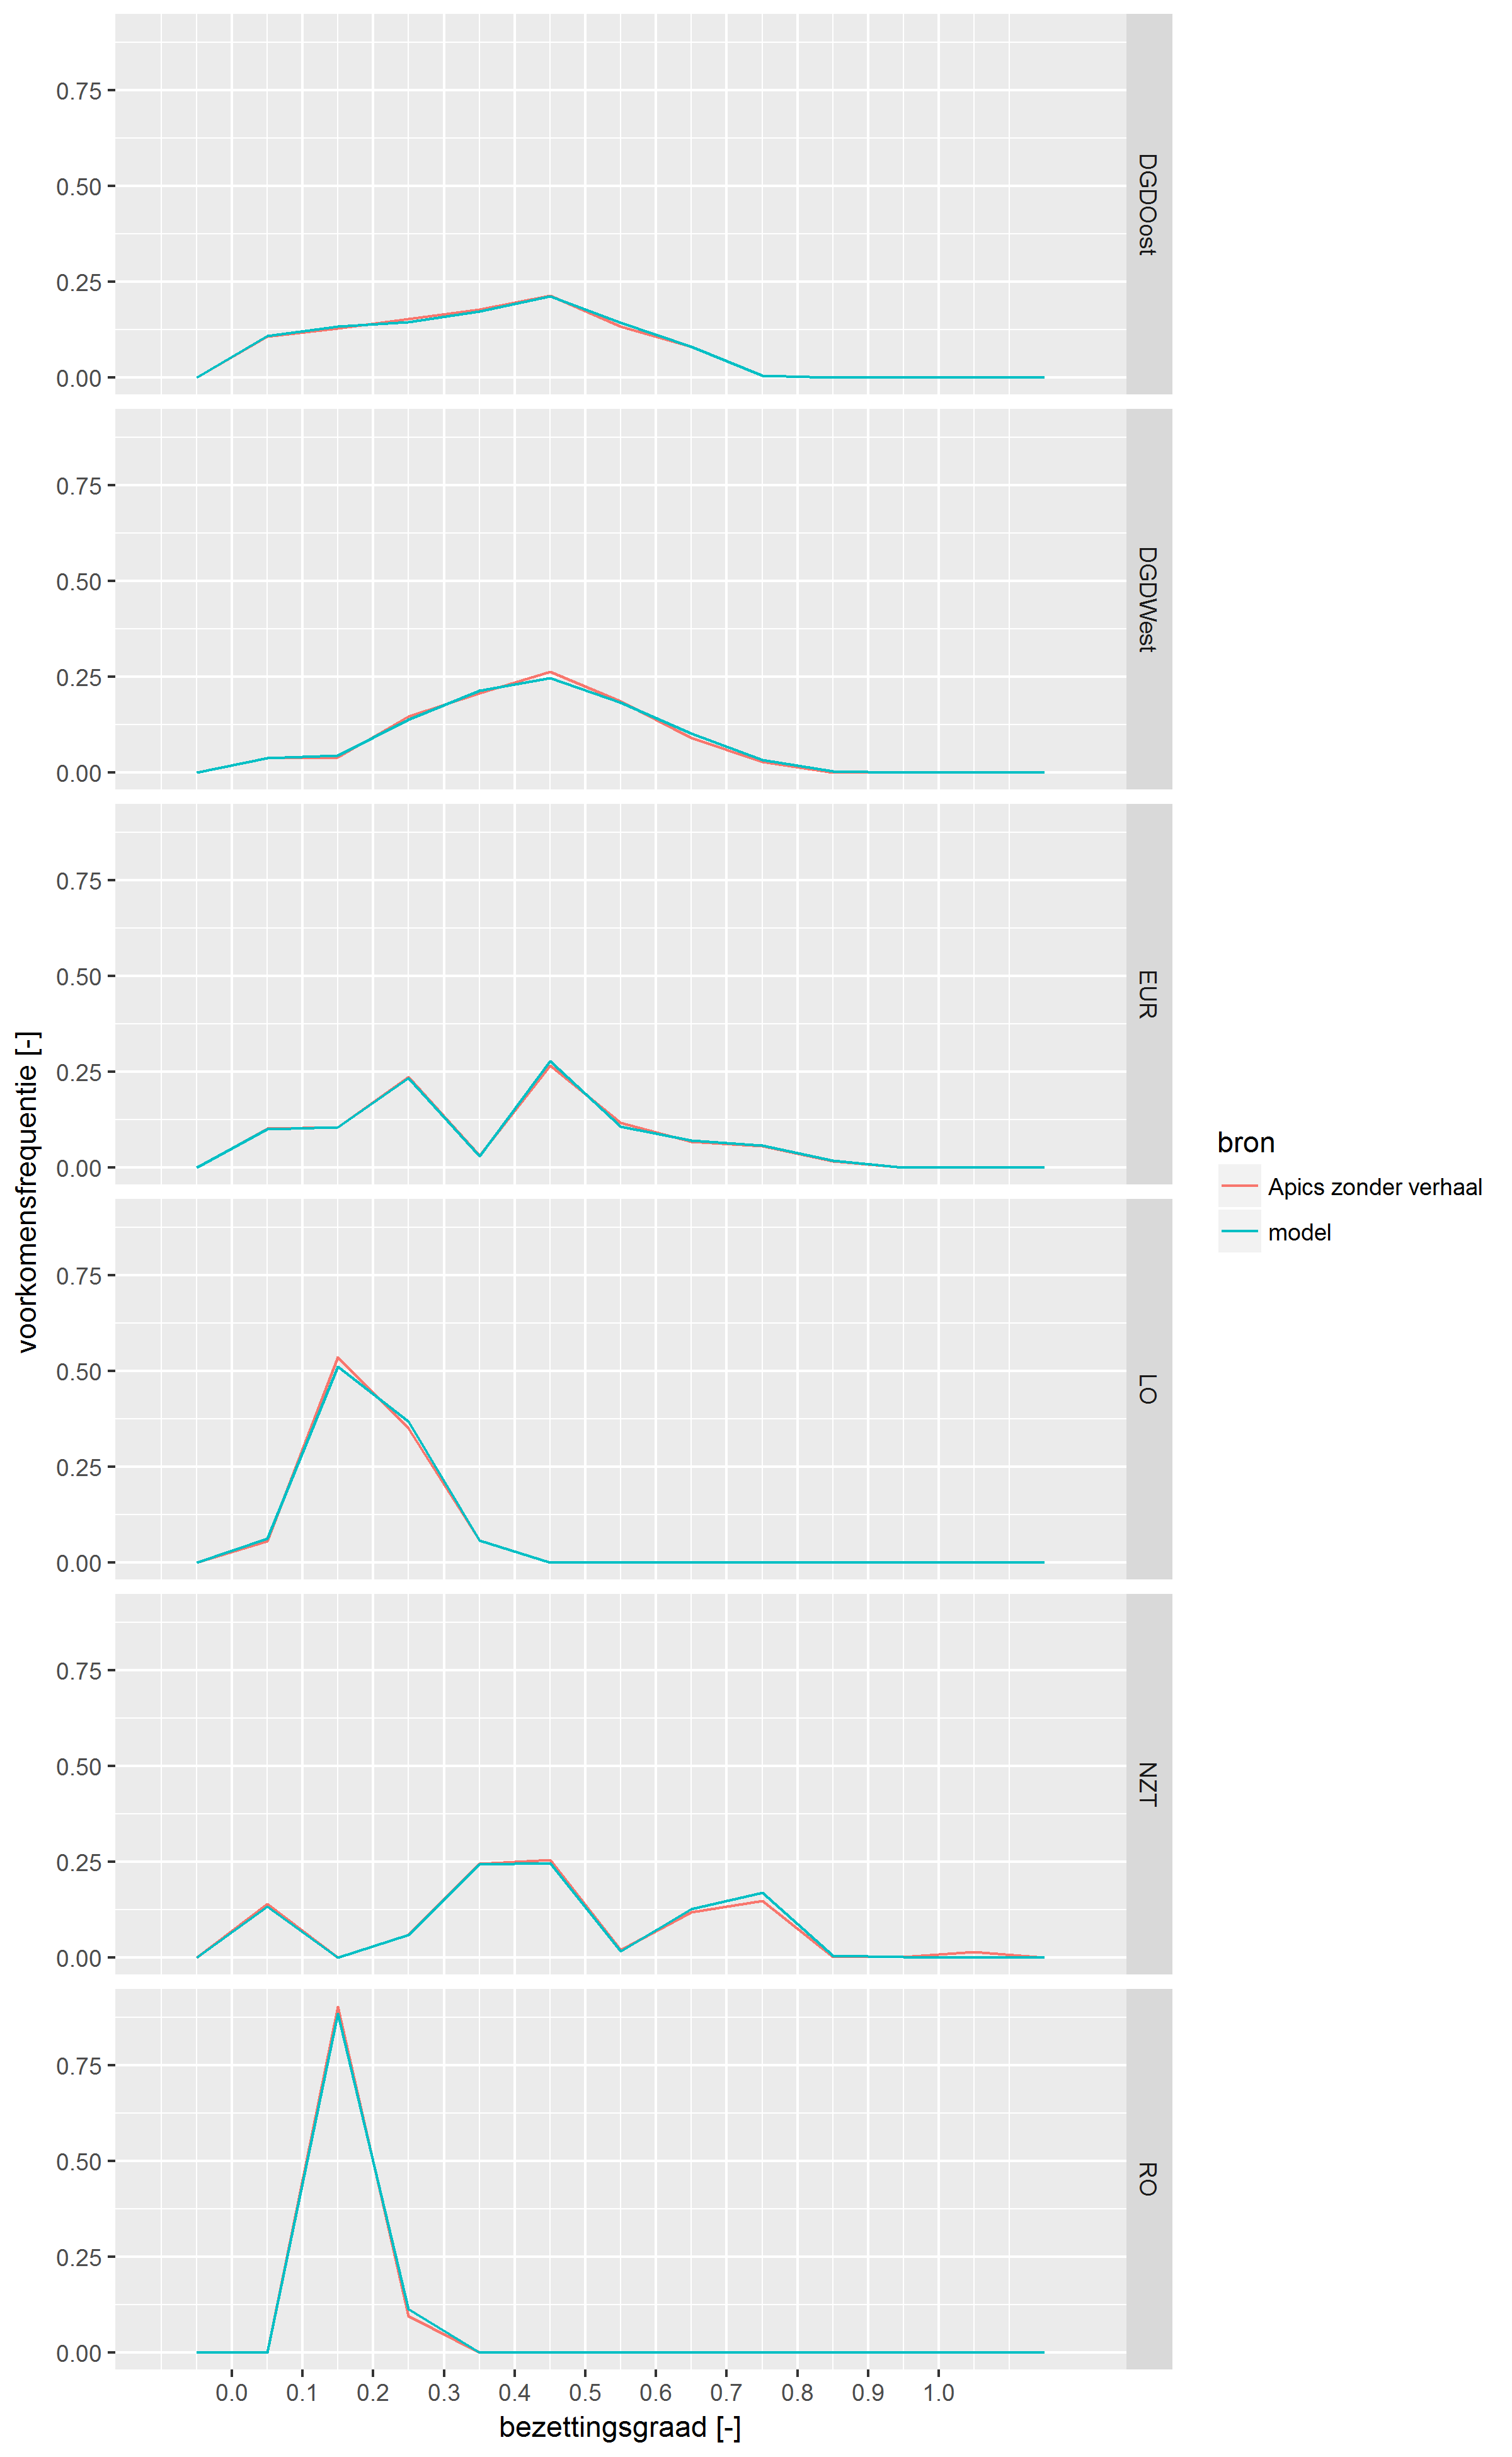 0.75
0.50
0.25
0.00
DGDOost
0.75
0.50
0.25
0.00
DGDWest
0.75
0.50
0.25
0.00
EUR
0.75
0.50
0.25
0.00
LO
0.75
0.50
0.25
0.00
NZT
0.75
0.50
0.25
0.00
RO
0.0 0.1 0.2 0.3 0.4 0.5 0.6 0.7 0.8 0.9 1.0
bezettingsgraad [-]
voorkomensfrequentie [-]
bron
Apics zonder verhaal
model